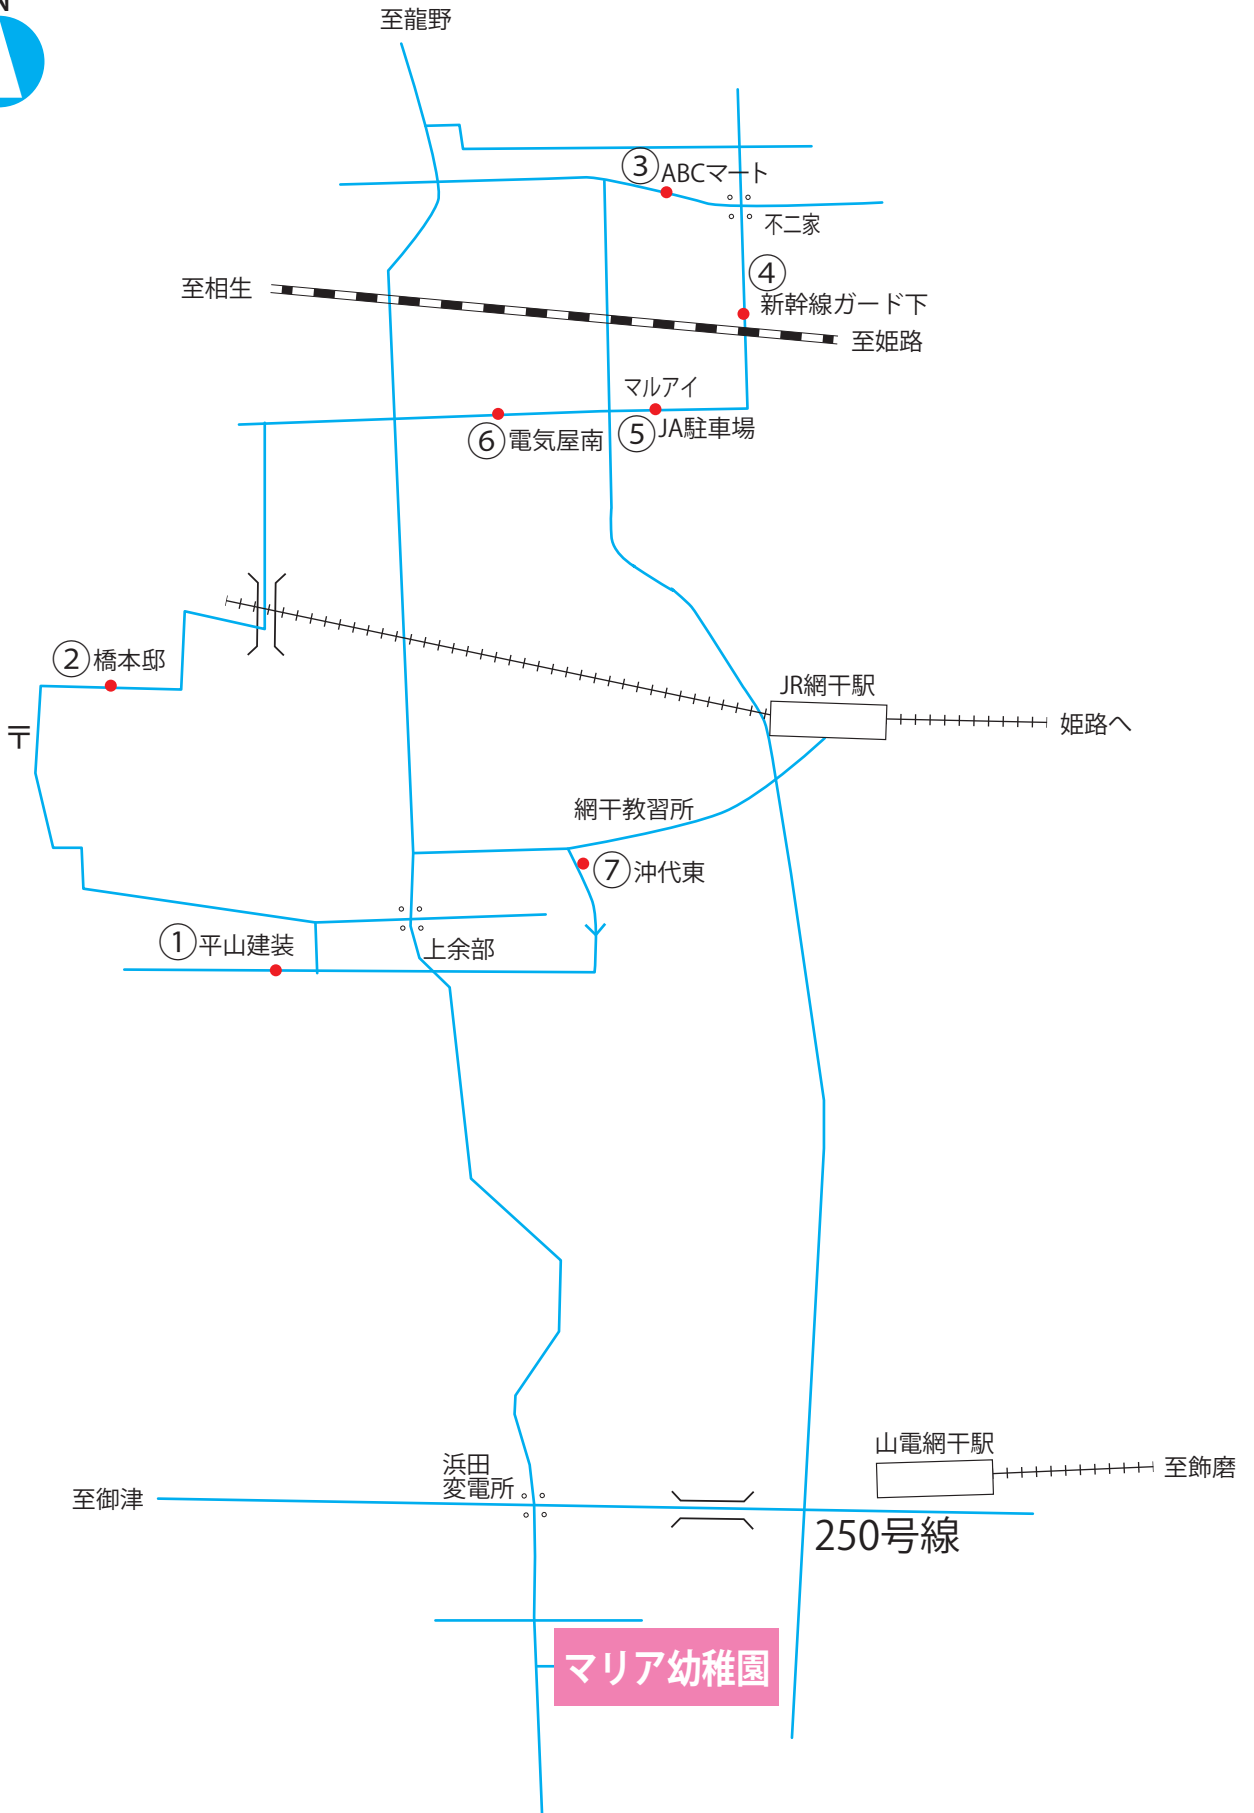 N
至龍野
③ABCマート
不二家
④
新幹線ガード下
至相生
至姫路
マルアイ
⑤JA駐車場
⑥電気屋南
②橋本邸
〒
JR網干駅
姫路へ
網干教習所
⑦沖代東
①平山建装
上余部
山電網干駅
至飾磨
浜田
変電所
至御津
250号線
マリア幼稚園